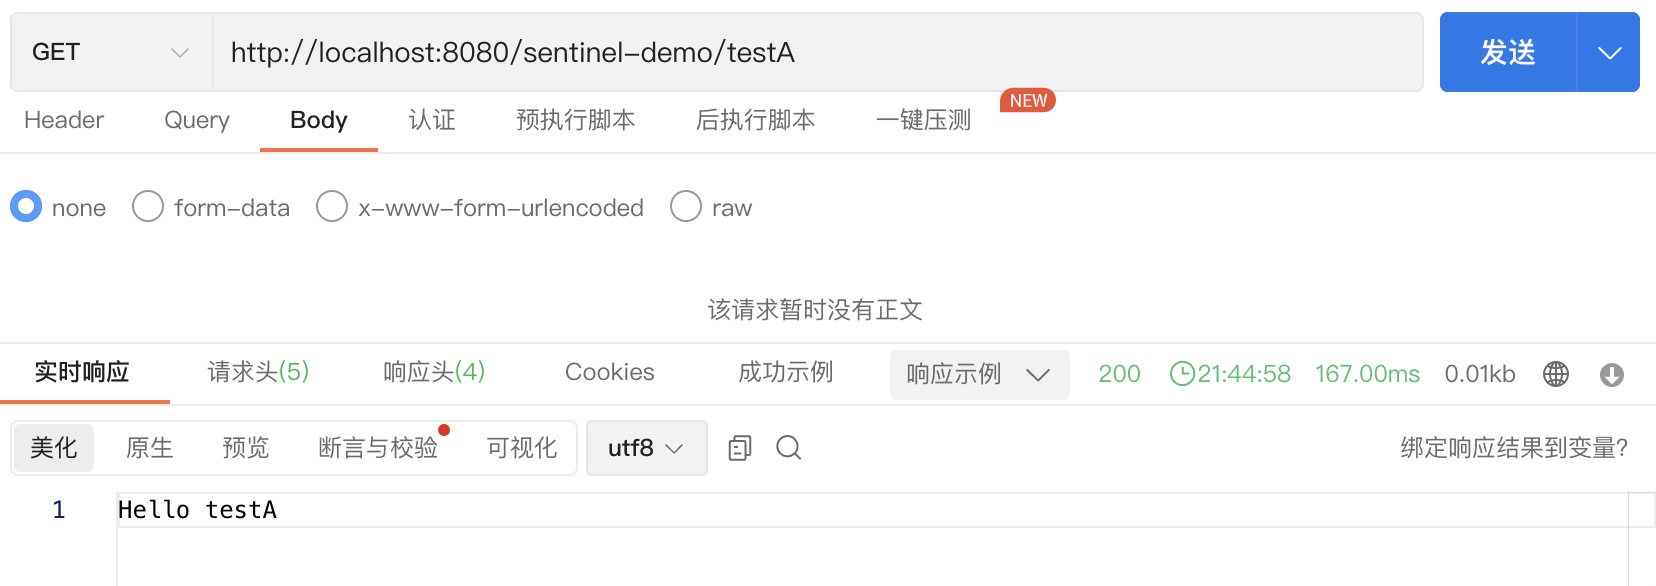 GET http://localhost:8080/sentinel-demo/testA 发送
NEW
Header Query Body 认证 预执行脚本 后执行脚本 一键压测
none form-data x-www-form-urlencoded raw
该请求暂时没有正文
实时响应 请求头(5) 响应头(4) Cookies 成功示例 响应示例 200 21:44:58 167.00ms 0.01kb
美化 原生 预览 断言与校验 可视化 utf8 绑定响应结果到变量?
1 Hello testA